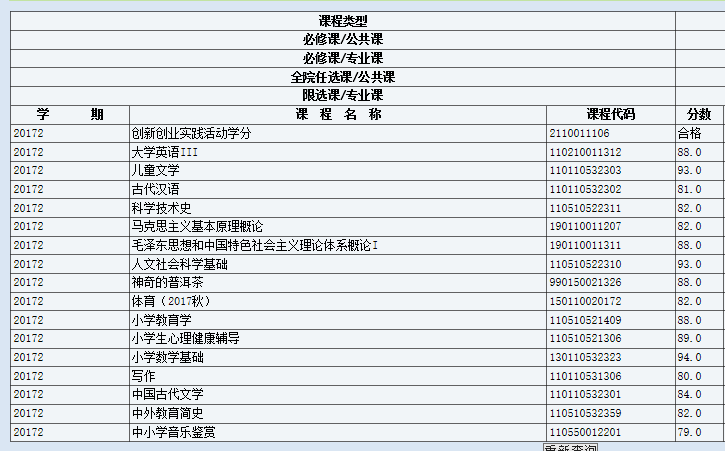 课程类型
必修课/公共课
必修课/专业课
全院任选课/公共课
限选课/专业课
学 期 课 程 名 称 课程代码 分数
20172 创新创业实践活动学分 2110011106 合格
20172 大学英语III 110210011312 88.0
20172 儿童文学 110110532303 93.0
20172 古代汉语 110110532302 81.0
20172 科学技术史 110510522311 82.0
20172 马克思主义基本原理概论 190110011207 82.0
20172 毛泽东思想和中国特色社会主义理论体系概论I 190110011311 88.0
20172 人文社会科学基础 110510522310 93.0
20172 神奇的普洱茶 990150021326 88.0
20172 体育（2017秋） 150110020172 82.0
20172 小学教育学 110510521409 88.0
20172 小学生心理健康辅导 110510521306 89.0
20172 小学数学基础 130110532323 94.0
20172 写作 110110531306 80.0
20172 中国古代文学 110110532301 84.0
20172 中外教育简史 110510532359 82.0
20172 中小学音乐鉴赏 110550012201 79.0
重新查询